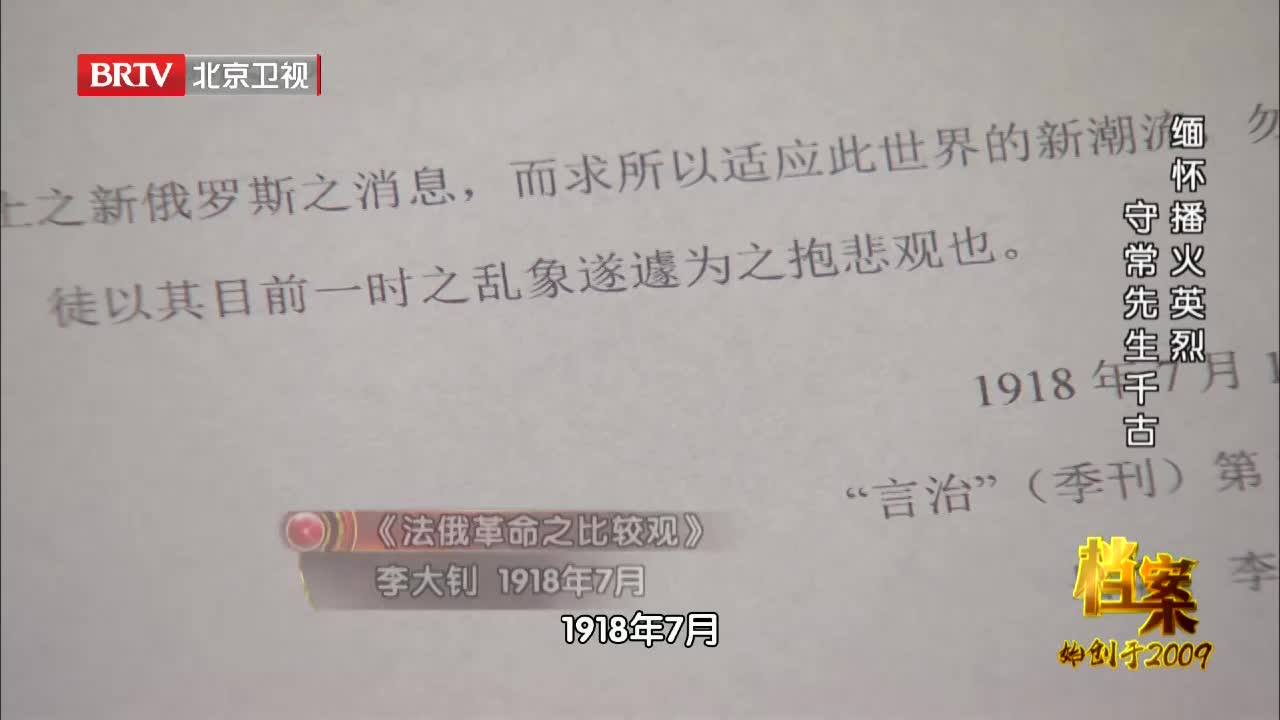 BRTV 北京卫视
之新俄罗斯之消息，而求所以适应此世界的新潮流，勿
徒以其目前一时之乱象遂遽为之抱悲观也。
1918 年 7 月 1
“言治”（季刊）第
李
缅怀播火英烈
守常先生千古
《法俄革命之比较观》
李大钊 1918年7月
1918年7月
档案
始创于2009